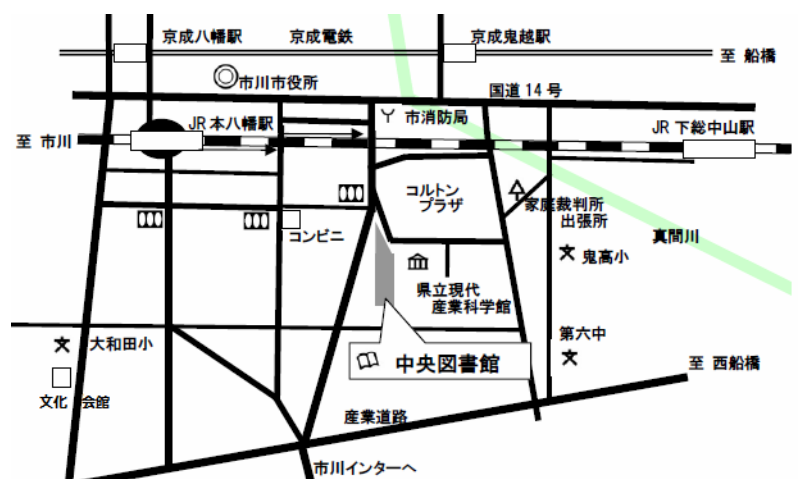 京成八幡駅
京成電鉄
京成鬼越駅
至 船橋
市川市役所
国道14号
市消防局
JR本八幡駅
JR下総中山駅
至 市川
コルトン
プラザ
家庭裁判所
出張所
コンビニ
真間川
鬼高小
県立現代
産業科学館
大和田小
中央図書館
第六中
至 西船橋
文化 会館
産業道路
市川インターへ